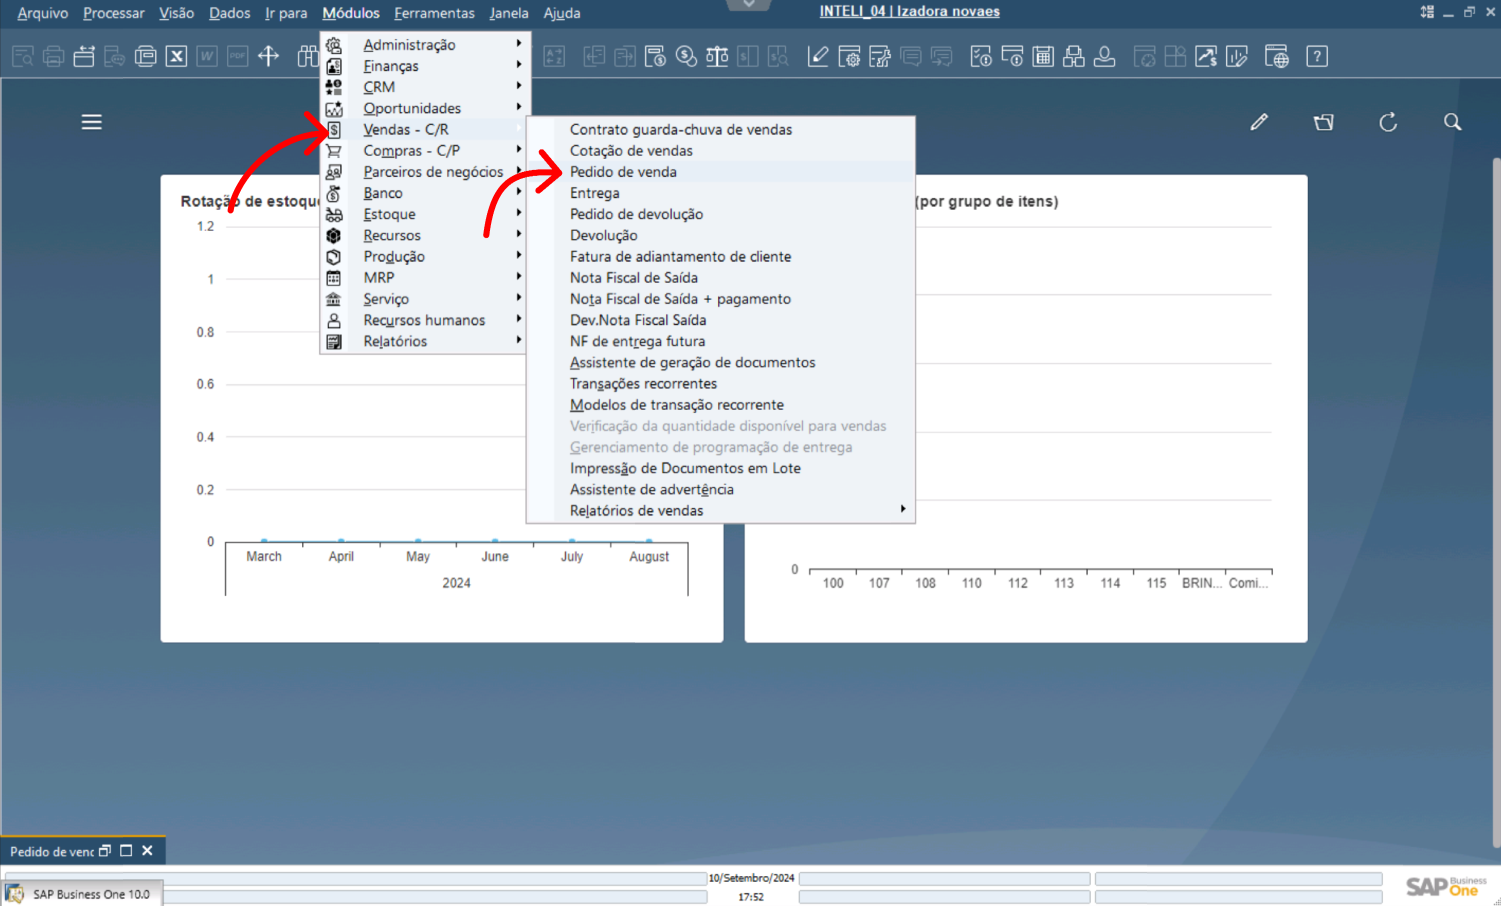 Arquivo Processar Visão Dados Ir para Módulos Ferramentas Janela Ajuda
INTELI_04 | Izadora novaes
Administração
Finanças
CRM
Oportunidades
Vendas - C/R
Compras - C/P
Parceiros de negócios
Banco
Estoque
Recursos
Produção
MRP
Serviço
Recursos humanos
Relatórios
Contrato guarda-chuva de vendas
Cotação de vendas
Pedido de venda
Entrega
Pedido de devolução
Devolução
Fatura de adiantamento de cliente
Nota Fiscal de Saída
Nota Fiscal de Saída + pagamento
Dev.Nota Fiscal Saída
NF de entrega futura
Assistente de geração de documentos
Transações recorrentes
Modelos de transação recorrente
Verificação da quantidade disponível para vendas
Gerenciamento de programação de entrega
Impressão de Documentos em Lote
Assistente de advertência
Relatórios de vendas
Rotação de estoque
1.2
1
0.8
0.6
0.4
0.2
0
March April May June July August
2024
(por grupo de itens)
0
100 107 108 110 112 113 114 115 BRIN... Comi...
Pedido de venc
SAP Business One 10.0
10/Setembro/2024
17:52
SAP Business One